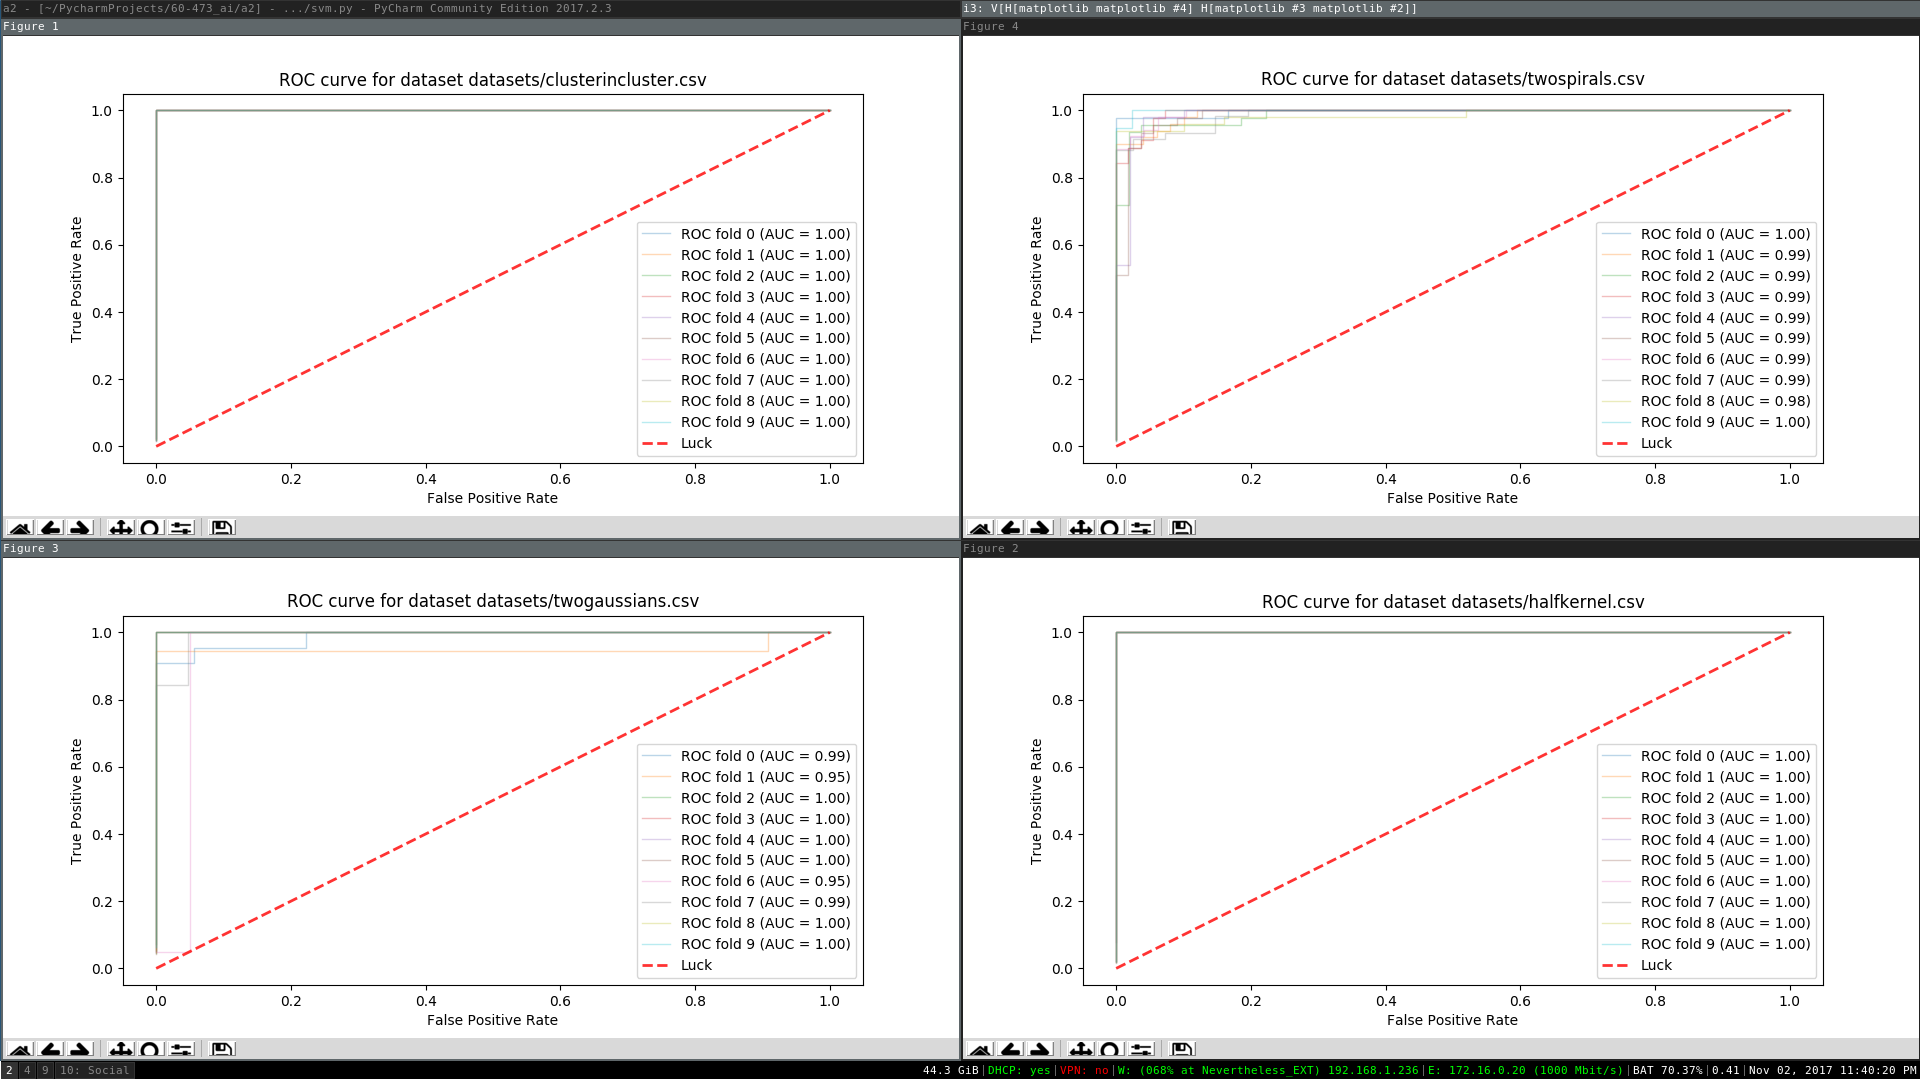 a2 - [~/PycharmProjects/60-473_ai/a2] - .../svm.py - PyCharm Community Edition 2017.2.3
i3: V[H[matplotlib matplotlib #4] H[matplotlib #3 matplotlib #2]]
Figure 1
ROC curve for dataset datasets/clusterincluster.csv
True Positive Rate
1.0
0.8
0.6
0.4
0.2
0.0
ROC fold 0 (AUC = 1.00)
ROC fold 1 (AUC = 1.00)
ROC fold 2 (AUC = 1.00)
ROC fold 3 (AUC = 1.00)
ROC fold 4 (AUC = 1.00)
ROC fold 5 (AUC = 1.00)
ROC fold 6 (AUC = 1.00)
ROC fold 7 (AUC = 1.00)
ROC fold 8 (AUC = 1.00)
ROC fold 9 (AUC = 1.00)
Luck
0.0 0.2 0.4 0.6 0.8 1.0
False Positive Rate
Figure 4
ROC curve for dataset datasets/twospirals.csv
True Positive Rate
1.0
0.8
0.6
0.4
0.2
0.0
ROC fold 0 (AUC = 1.00)
ROC fold 1 (AUC = 0.99)
ROC fold 2 (AUC = 0.99)
ROC fold 3 (AUC = 0.99)
ROC fold 4 (AUC = 0.99)
ROC fold 5 (AUC = 0.99)
ROC fold 6 (AUC = 0.99)
ROC fold 7 (AUC = 0.99)
ROC fold 8 (AUC = 0.98)
ROC fold 9 (AUC = 1.00)
Luck
0.0 0.2 0.4 0.6 0.8 1.0
False Positive Rate
Figure 3
ROC curve for dataset datasets/twogaussians.csv
True Positive Rate
1.0
0.8
0.6
0.4
0.2
0.0
ROC fold 0 (AUC = 0.99)
ROC fold 1 (AUC = 0.95)
ROC fold 2 (AUC = 1.00)
ROC fold 3 (AUC = 1.00)
ROC fold 4 (AUC = 1.00)
ROC fold 5 (AUC = 1.00)
ROC fold 6 (AUC = 0.95)
ROC fold 7 (AUC = 0.99)
ROC fold 8 (AUC = 1.00)
ROC fold 9 (AUC = 1.00)
Luck
0.0 0.2 0.4 0.6 0.8 1.0
False Positive Rate
Figure 2
ROC curve for dataset datasets/halfkernel.csv
True Positive Rate
1.0
0.8
0.6
0.4
0.2
0.0
ROC fold 0 (AUC = 1.00)
ROC fold 1 (AUC = 1.00)
ROC fold 2 (AUC = 1.00)
ROC fold 3 (AUC = 1.00)
ROC fold 4 (AUC = 1.00)
ROC fold 5 (AUC = 1.00)
ROC fold 6 (AUC = 1.00)
ROC fold 7 (AUC = 1.00)
ROC fold 8 (AUC = 1.00)
ROC fold 9 (AUC = 1.00)
Luck
0.0 0.2 0.4 0.6 0.8 1.0
False Positive Rate
2 4 9 10: Social
44.3 GiB|DHCP: yes|VPN: no|W: (068% at Nevertheless_EXT) 192.168.1.236|E: 172.16.0.20 (1000 Mbit/s)|BAT 70.37%|0.41|Nov 02, 2017 11:40:20 PM